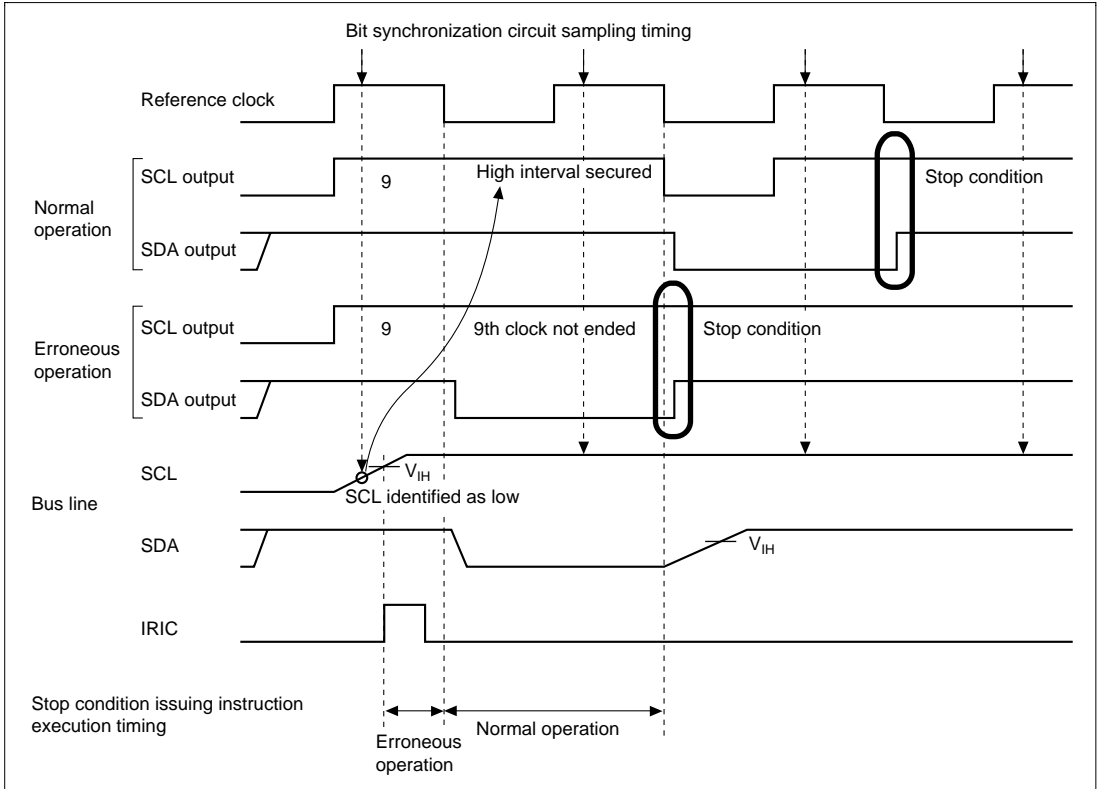 Bit synchronization circuit sampling timing
Reference clock
Normal
operation
SCL output
9
High interval secured
Stop condition
SDA output
Erroneous
operation
SCL output
9
9th clock not ended
Stop condition
SDA output
Bus line
SCL
VIH
SCL identified as low
SDA
VIH
IRIC
Stop condition issuing instruction
execution timing
Erroneous
operation
Normal operation